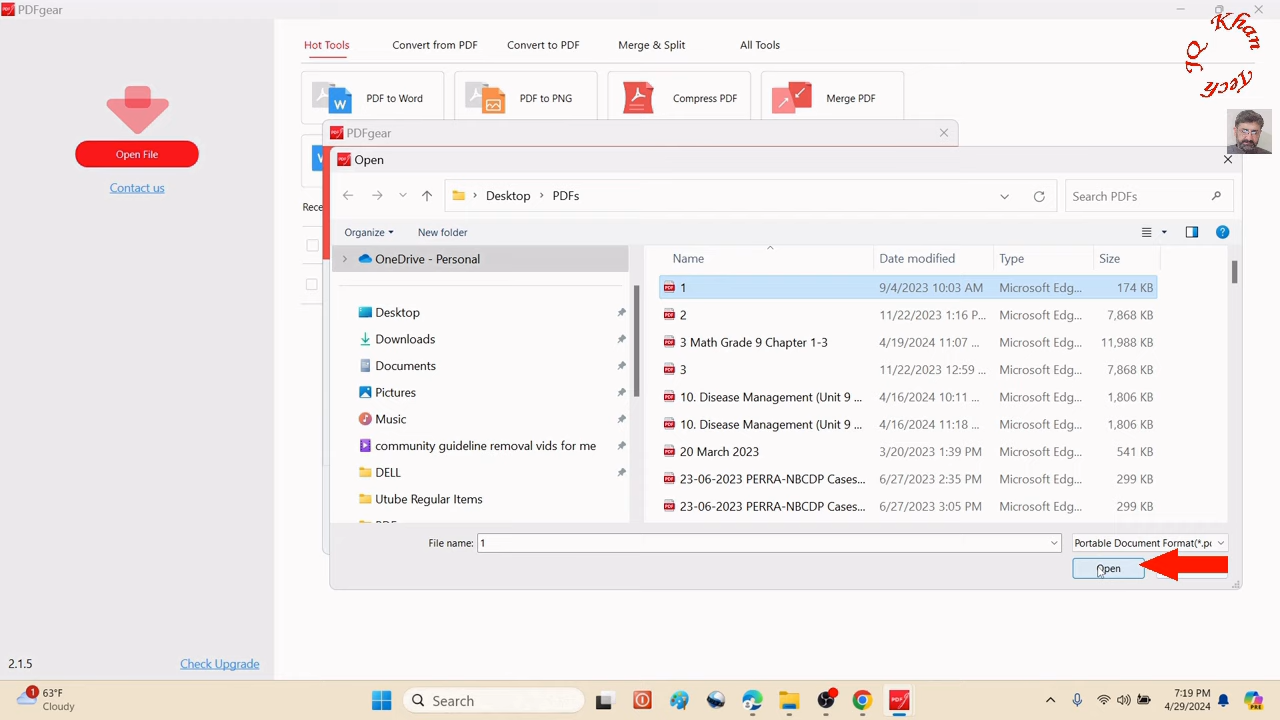 PDFgear
Khan
JQ
Tech
Hot Tools
Convert from PDF
Convert to PDF
Merge & Split
All Tools
PDF to Word
PDF to PNG
Compress PDF
Merge PDF
Open File
Contact us
PDFgear
Open
Desktop > PDFs
Search PDFs
Organize
New folder
Rece
OneDrive - Personal
Desktop
Downloads
Documents
Pictures
Music
community guideline removal vids for me
DELL
Utube Regular Items
Name Date modified Type Size
1 9/4/2023 10:03 AM Microsoft Edg... 174 KB
2 11/22/2023 1:16 P... Microsoft Edg... 7,868 KB
3 Math Grade 9 Chapter 1-3 4/19/2024 11:07 ... Microsoft Edg... 11,988 KB
3 11/22/2023 12:59 ... Microsoft Edg... 7,868 KB
10. Disease Management (Unit 9 ... 4/16/2024 10:11 ... Microsoft Edg... 1,806 KB
10. Disease Management (Unit 9 ... 4/16/2024 11:18 ... Microsoft Edg... 1,806 KB
20 March 2023 3/20/2023 1:39 PM Microsoft Edg... 541 KB
23-06-2023 PERRA-NBCDP Cases... 6/27/2023 2:35 PM Microsoft Edg... 299 KB
23-06-2023 PERRA-NBCDP Cases... 6/27/2023 3:05 PM Microsoft Edg... 299 KB
File name: 1
Portable Document Format(*.pd
Open
2.1.5
Check Upgrade
1
63°F
Cloudy
Search
7:19 PM
4/29/2024